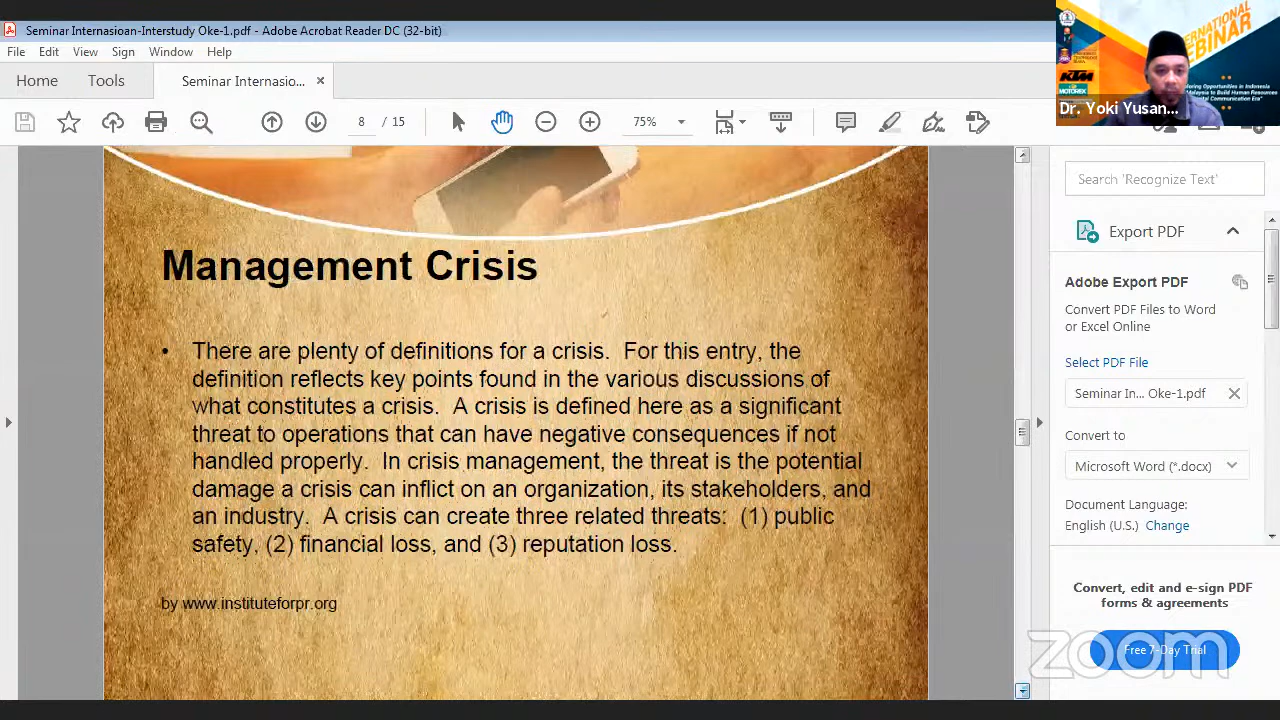 Seminar Internasioan-Interstudy Oke-1.pdf - Adobe Acrobat Reader DC (32-bit)
File Edit View Sign Window Help
Home Tools Seminar Internasio... ×
8 / 15 75%
INTERNATIONAL
WEBINAR
KTM
MOTOREX
Dr. Yoki Yusan...
Management Crisis
• There are plenty of definitions for a crisis. For this entry, the
definition reflects key points found in the various discussions of
what constitutes a crisis. A crisis is defined here as a significant
threat to operations that can have negative consequences if not
handled properly. In crisis management, the threat is the potential
damage a crisis can inflict on an organization, its stakeholders, and
an industry. A crisis can create three related threats: (1) public
safety, (2) financial loss, and (3) reputation loss.
by www.instituteforpr.org
Search 'Recognize Text'
Export PDF
Adobe Export PDF
Convert PDF Files to Word
or Excel Online
Select PDF File
Seminar In... Oke-1.pdf
Convert to
Microsoft Word (*.docx)
Document Language:
English (U.S.) Change
Convert, edit and e-sign PDF
forms & agreements
Free 7-Day Trial
zoom